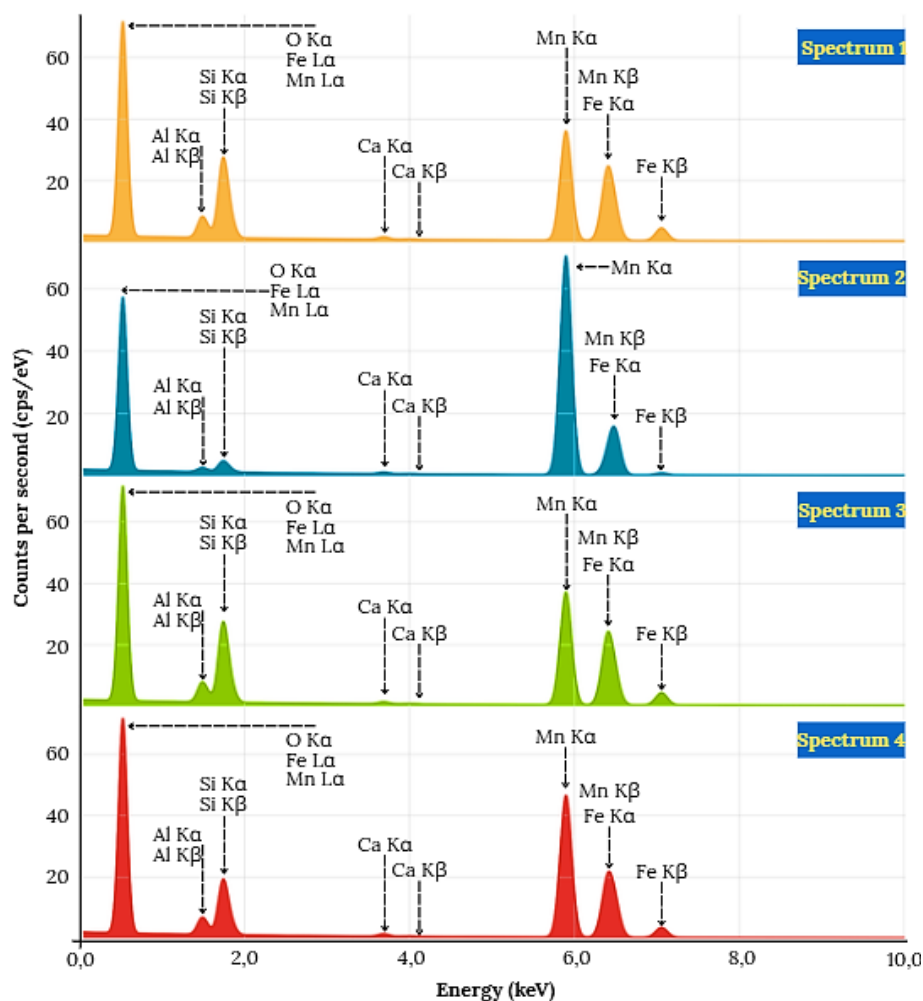 Spectrum 1
O Kα
Fe Lα
Mn Lα
Si Kα
Si Kβ
Al Kα
Al Kβ
Ca Kα
Ca Kβ
Mn Kα
Mn Kβ
Fe Kα
Fe Kβ
60
40
20
Spectrum 2
O Kα
Fe Lα
Mn Lα
Si Kα
Si Kβ
Al Kα
Al Kβ
Ca Kα
Ca Kβ
Mn Kα
Mn Kβ
Fe Kα
Fe Kβ
60
40
20
Counts per second (cps/eV)
Spectrum 3
O Kα
Fe Lα
Mn Lα
Si Kα
Si Kβ
Al Kα
Al Kβ
Ca Kα
Ca Kβ
Mn Kα
Mn Kβ
Fe Kα
Fe Kβ
60
40
20
Spectrum 4
O Kα
Fe Lα
Mn Lα
Si Kα
Si Kβ
Al Kα
Al Kβ
Ca Kα
Ca Kβ
Mn Kα
Mn Kβ
Fe Kα
Fe Kβ
60
40
20
0,0
2,0
4,0
6,0
8,0
10,0
Energy (keV)